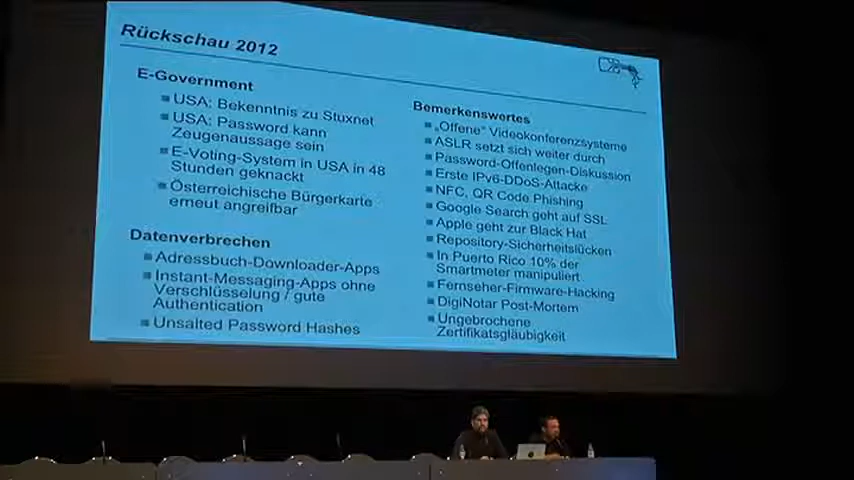 Rückschau 2012
E-Government
USA: Bekenntnis zu Stuxnet
USA: Password kann
Zeugenaussage sein
E-Voting-System in USA in 48
Stunden geknackt
Österreichische Bürgerkarte
erneut angreifbar
Datenverbrechen
Adressbuch-Downloader-Apps
Instant-Messaging-Apps ohne
Verschlüsselung / gute
Authentication
Unsalted Password Hashes
Bemerkenswertes
„Offene“ Videokonferenzsysteme
ASLR setzt sich weiter durch
Password-Offenlegen-Diskussion
Erste IPv6-DDoS-Attacke
NFC, QR Code Phishing
Google Search geht auf SSL
Apple geht zur Black Hat
Repository-Sicherheitslücken
In Puerto Rico 10% der
Smartmeter manipuliert
Fernseher-Firmware-Hacking
DigiNotar Post-Mortem
Ungebrochene
Zertifikatsgläubigkeit